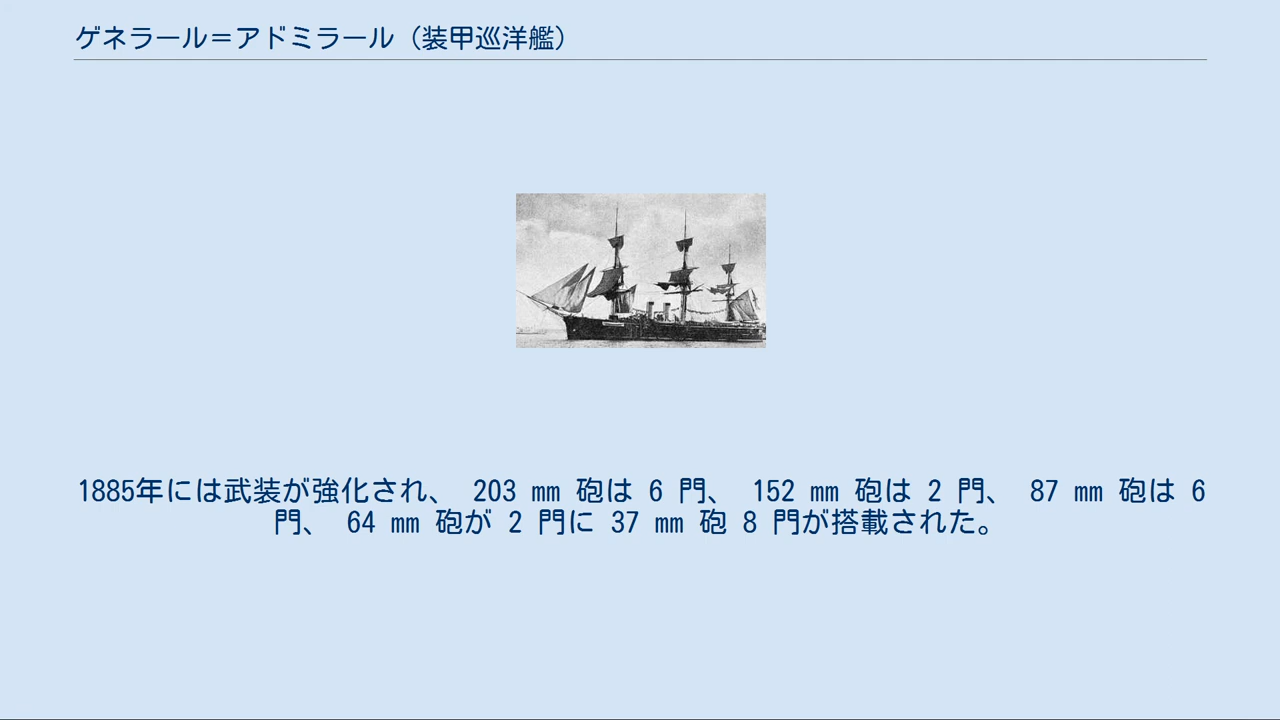 ゲネラール＝アドミラール（装甲巡洋艦）
1885年には武装が強化され、 203 mm 砲は 6 門、 152 mm 砲は 2 門、 87 mm 砲は 6
門、 64 mm 砲が 2 門に 37 mm 砲 8 門が搭載された。